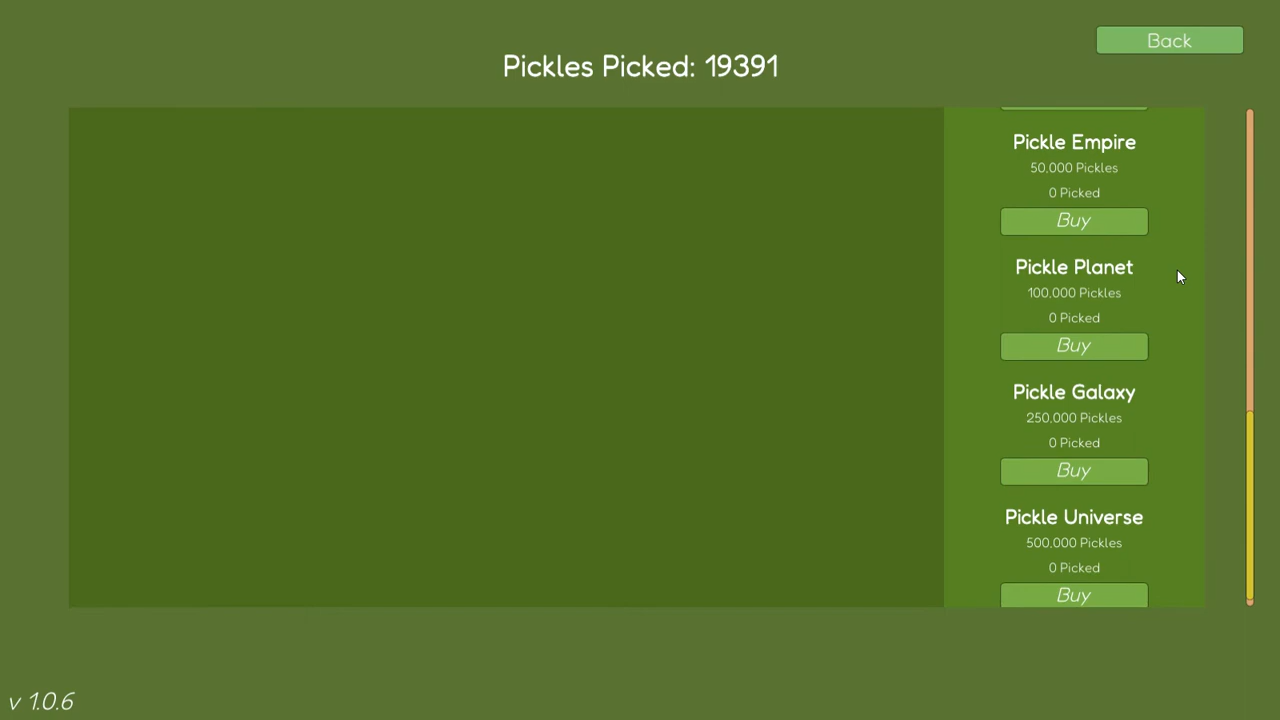 Back
Pickles Picked: 19391
Pickle Empire
50,000 Pickles
0 Picked
Buy
Pickle Planet
100,000 Pickles
0 Picked
Buy
Pickle Galaxy
250,000 Pickles
0 Picked
Buy
Pickle Universe
500,000 Pickles
0 Picked
Buy
v 1.0.6